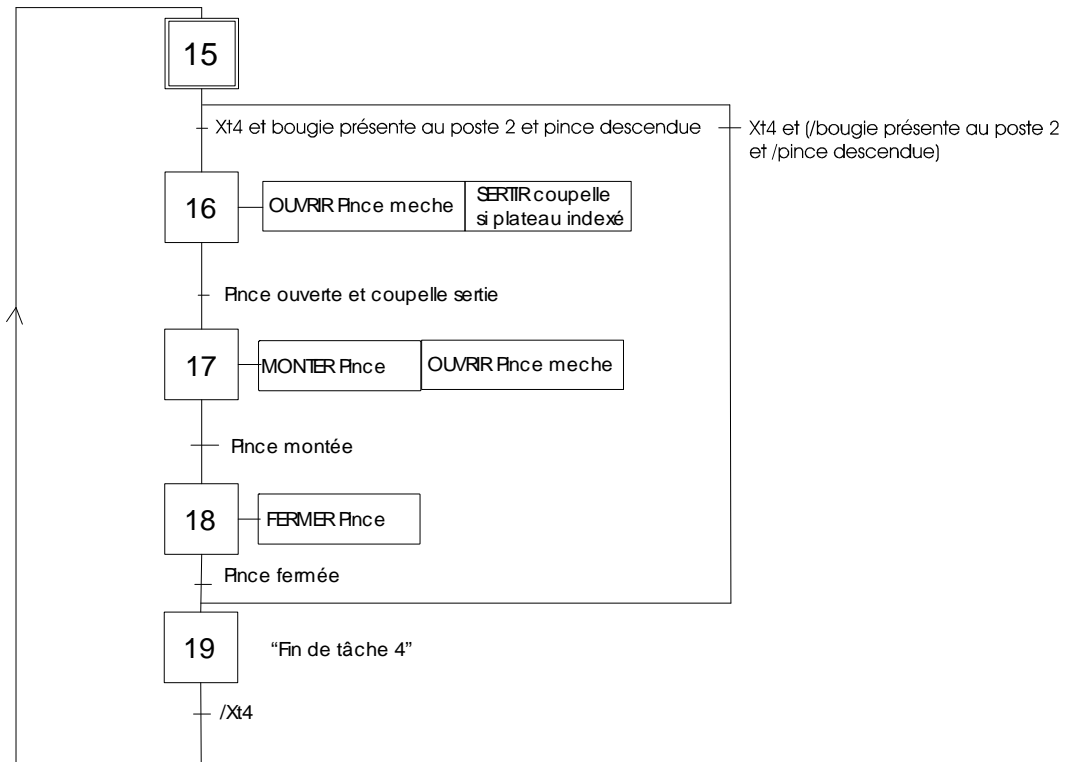 15
Xt4 et bougie présente au poste 2 et pince descendue
Xt4 et (/bougie présente au poste 2
et /pince descendue)
16
OUVRIR Pince meche
SERTIR coupelle
si plateau indexé
Pince ouverte et coupelle sertie
17
MONTER Pince
OUVRIR Pince meche
Pince montée
18
FERMER Pince
Pince fermée
19
“Fin de tâche 4”
/Xt4